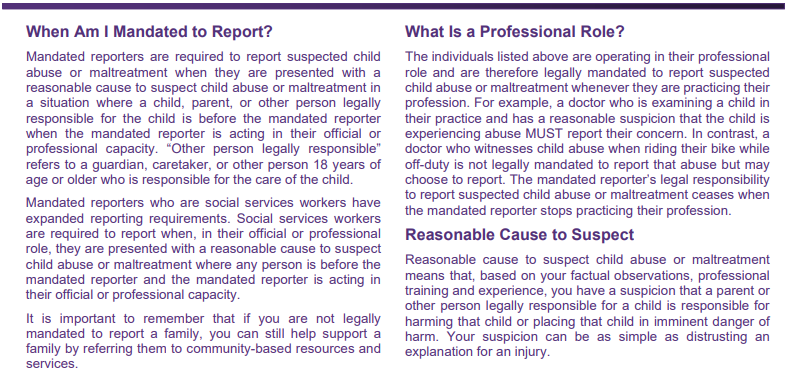 When Am I Mandated to Report?
Mandated reporters are required to report suspected child
abuse or maltreatment when they are presented with a
reasonable cause to suspect child abuse or maltreatment in
a situation where a child, parent, or other person legally
responsible for the child is before the mandated reporter
when the mandated reporter is acting in their official or
professional capacity. “Other person legally responsible”
refers to a guardian, caretaker, or other person 18 years of
age or older who is responsible for the care of the child.
Mandated reporters who are social services workers have
expanded reporting requirements. Social services workers
are required to report when, in their official or professional
role, they are presented with a reasonable cause to suspect
child abuse or maltreatment where any person is before the
mandated reporter and the mandated reporter is acting in
their official or professional capacity.
It is important to remember that if you are not legally
mandated to report a family, you can still help support a
family by referring them to community-based resources and
services.
What Is a Professional Role?
The individuals listed above are operating in their professional
role and are therefore legally mandated to report suspected
child abuse or maltreatment whenever they are practicing their
profession. For example, a doctor who is examining a child in
their practice and has a reasonable suspicion that the child is
experiencing abuse MUST report their concern. In contrast, a
doctor who witnesses child abuse when riding their bike while
off-duty is not legally mandated to report that abuse but may
choose to report. The mandated reporter’s legal responsibility
to report suspected child abuse or maltreatment ceases when
the mandated reporter stops practicing their profession.
Reasonable Cause to Suspect
Reasonable cause to suspect child abuse or maltreatment
means that, based on your factual observations, professional
training and experience, you have a suspicion that a parent or
other person legally responsible for a child is responsible for
harming that child or placing that child in imminent danger of
harm. Your suspicion can be as simple as distrusting an
explanation for an injury.